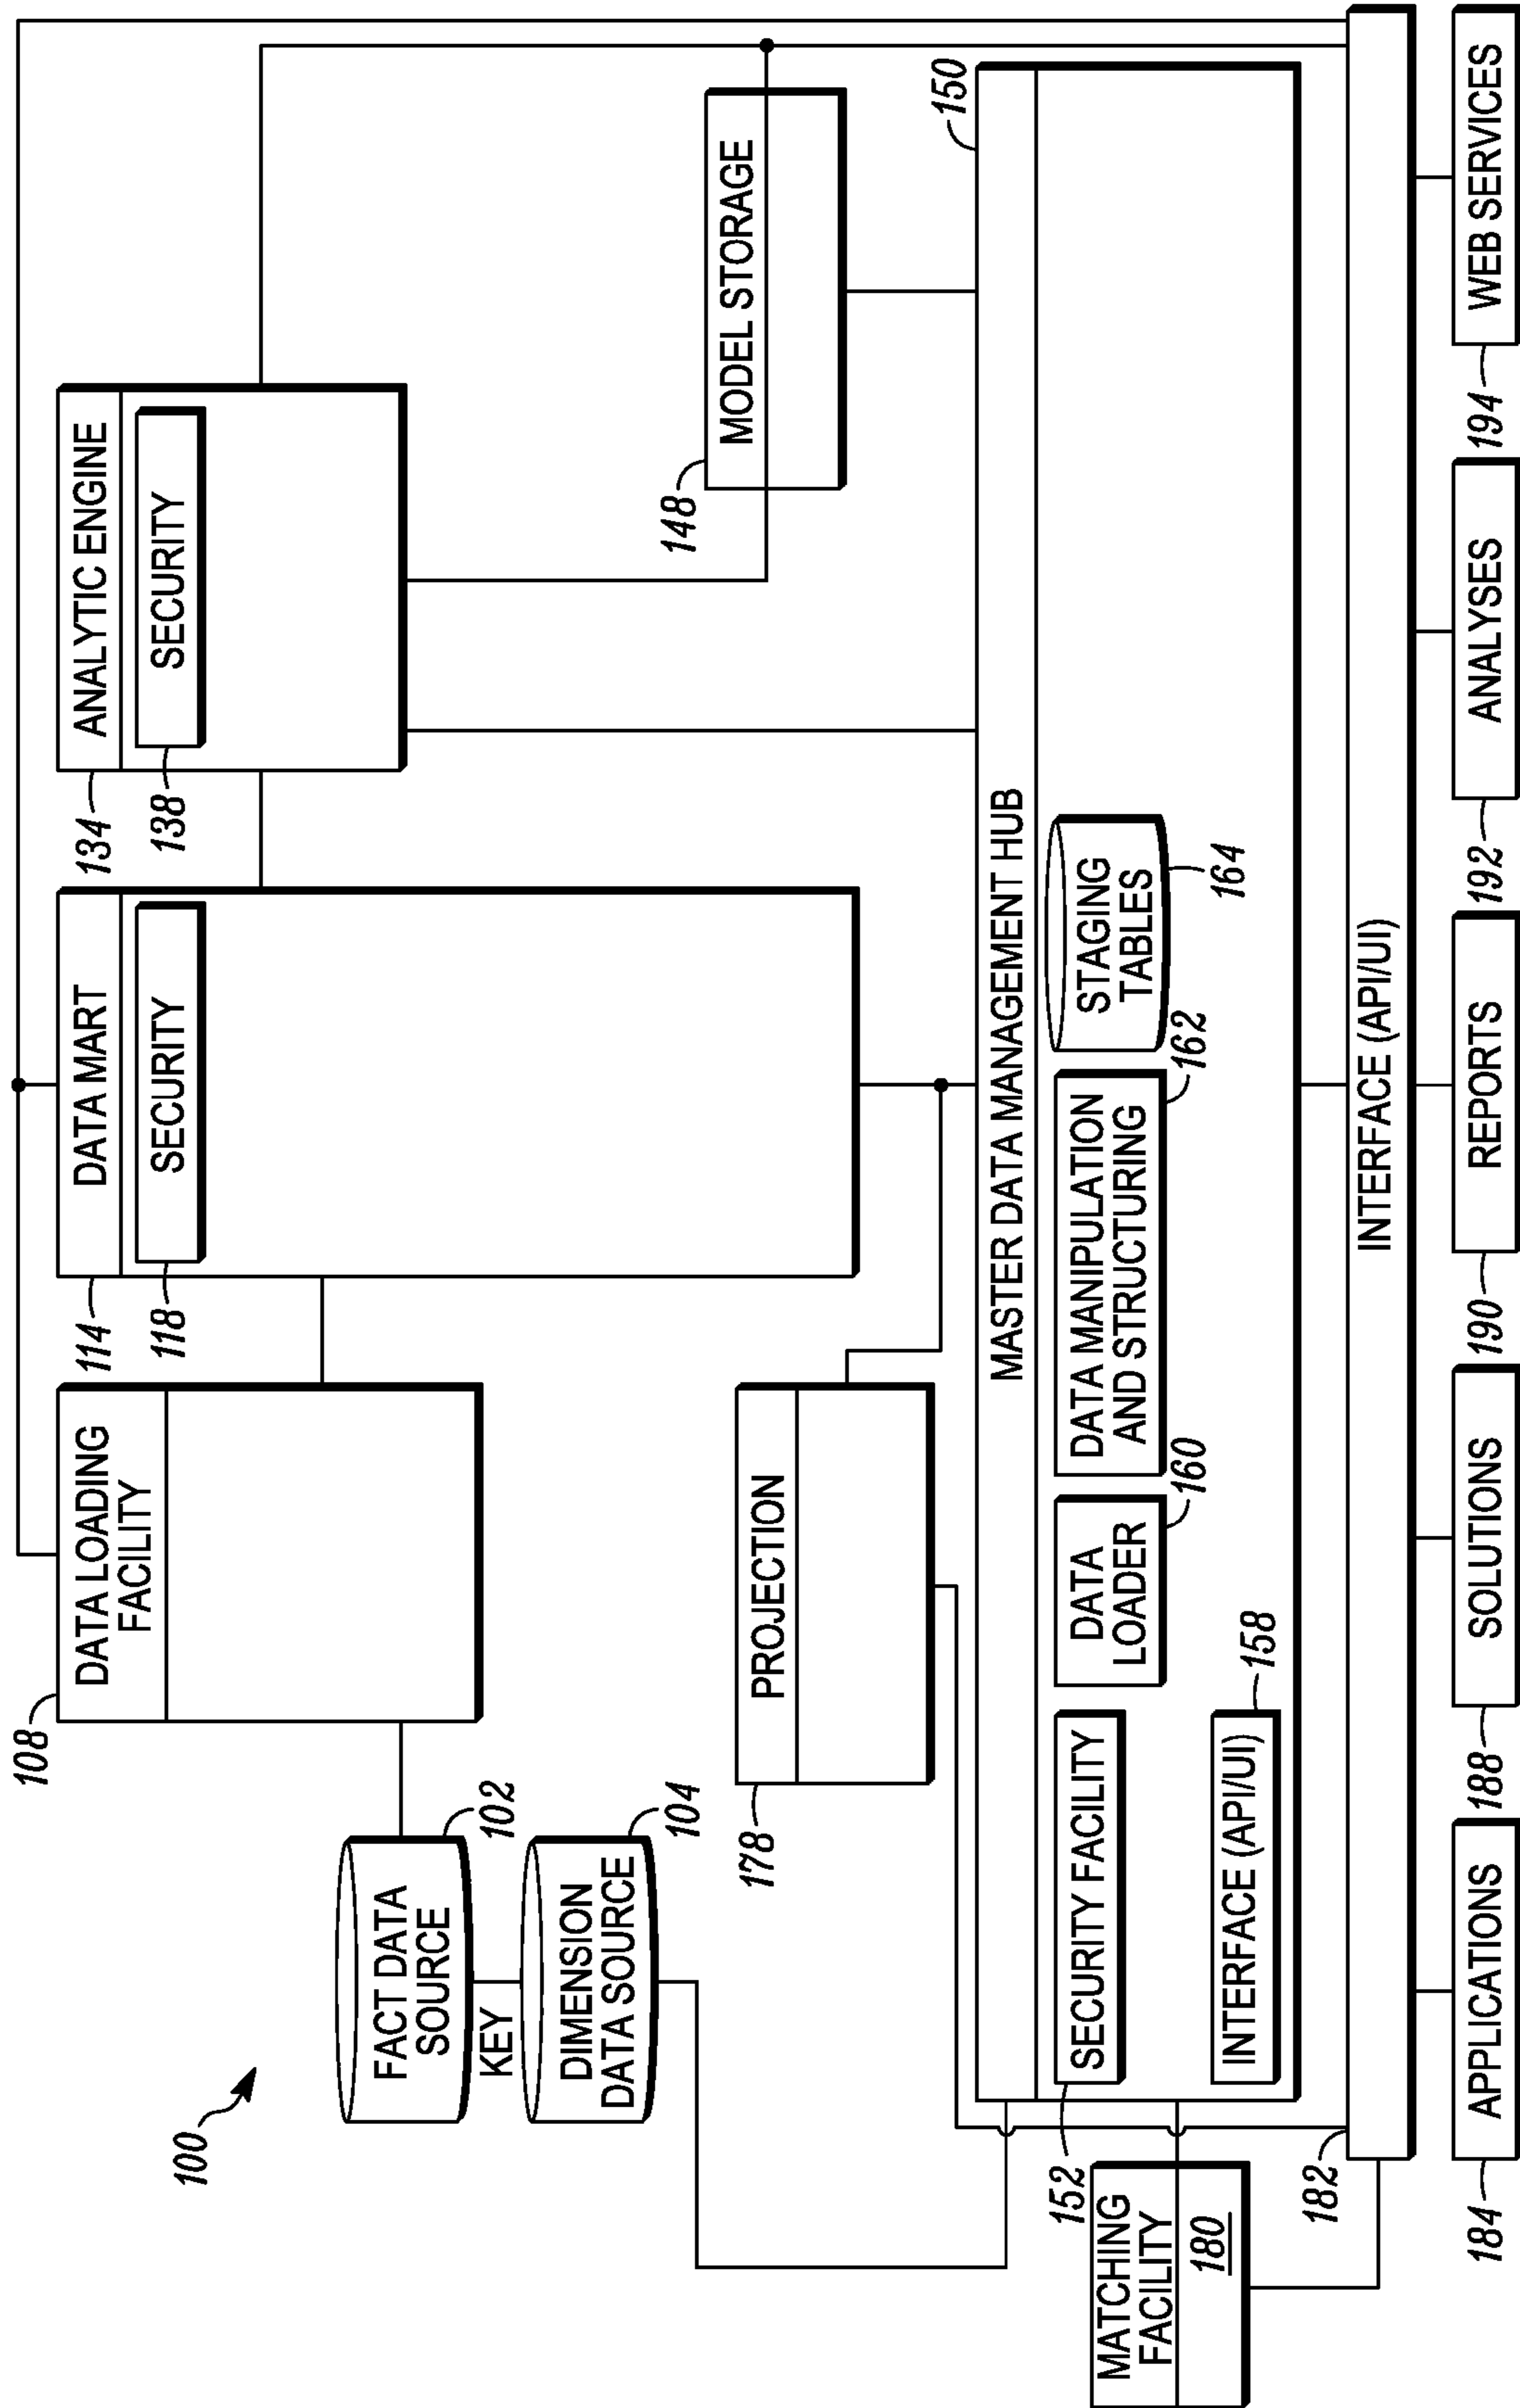 100
FACT DATA
SOURCE
102
KEY
DIMENSION
DATA SOURCE
104
108
DATA LOADING
FACILITY
114
DATA MART
118
SECURITY
134
ANALYTIC ENGINE
138
SECURITY
178
PROJECTION
148
MODEL STORAGE
150
MASTER DATA MANAGEMENT HUB
152
SECURITY FACILITY
INTERFACE (API/UI)
158
DATA
LOADER
160
DATA MANIPULATION
AND STRUCTURING
162
STAGING
TABLES
164
MATCHING
FACILITY
180
182
INTERFACE (API/UI)
184
APPLICATIONS
188
SOLUTIONS
190
REPORTS
192
ANALYSES
194
WEB SERVICES